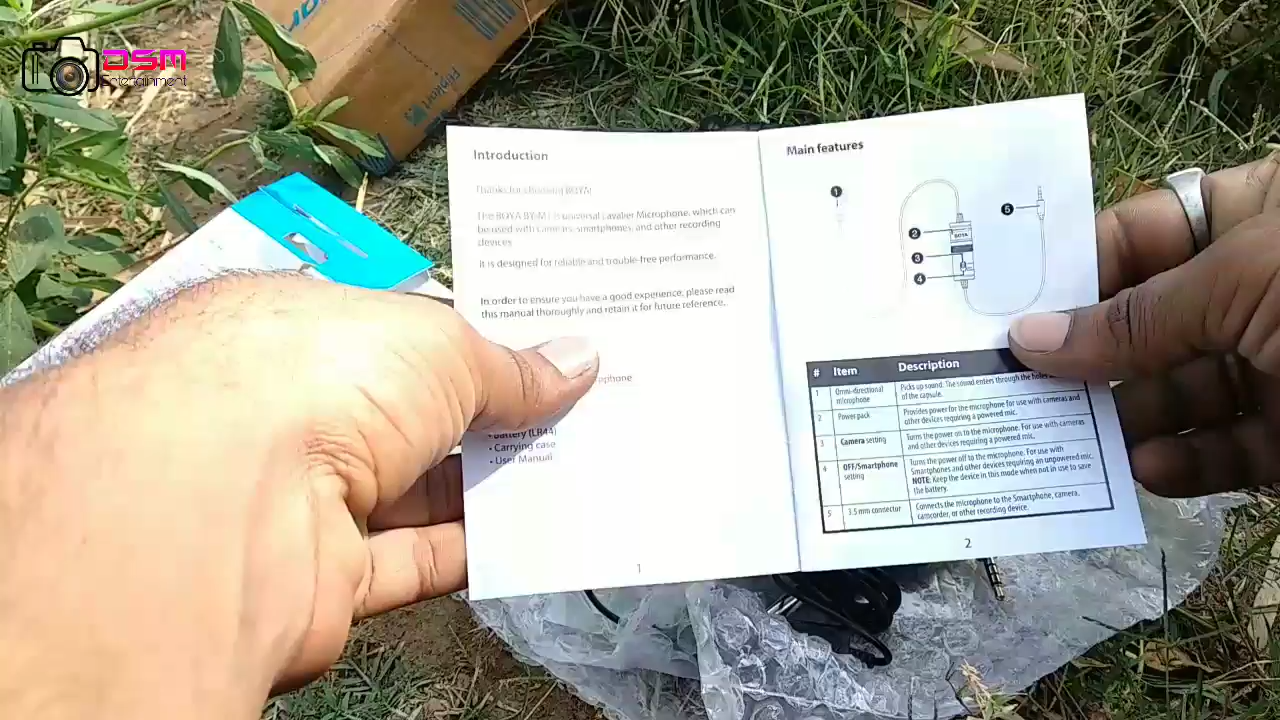 DSM
Entertainment
Flipkart
Introduction
Thanks for choosing BOYA!
The BOYA BY-M1 is universal Lavalier Microphone, which can
be used with cameras, smartphones, and other recording
devices.
It is designed for reliable and trouble-free performance.
In order to ensure you have a good experience, please read
this manual thoroughly and retain it for future reference.
• Battery (LR44)
• Carrying case
• User Manual
1
Main features
1
2
3
4
5
BOYA
# Item Description
1 Omni-directional microphone Picks up sound. The sound enters through the holes
of the capsule.
2 Power pack Provides power for the microphone for use with cameras and
other devices requiring a powered mic.
3 Camera setting Turns the power on to the microphone. For use with cameras
and other devices requiring a powered mic.
4 OFF/Smartphone setting Turns the power off to the microphone. For use with
Smartphones and other devices requiring an unpowered mic.
NOTE: Keep the device in this mode when not in use to save
the battery.
5 3.5 mm connector Connects the microphone to the Smartphone, camera,
camcorder, or other recording device.
2